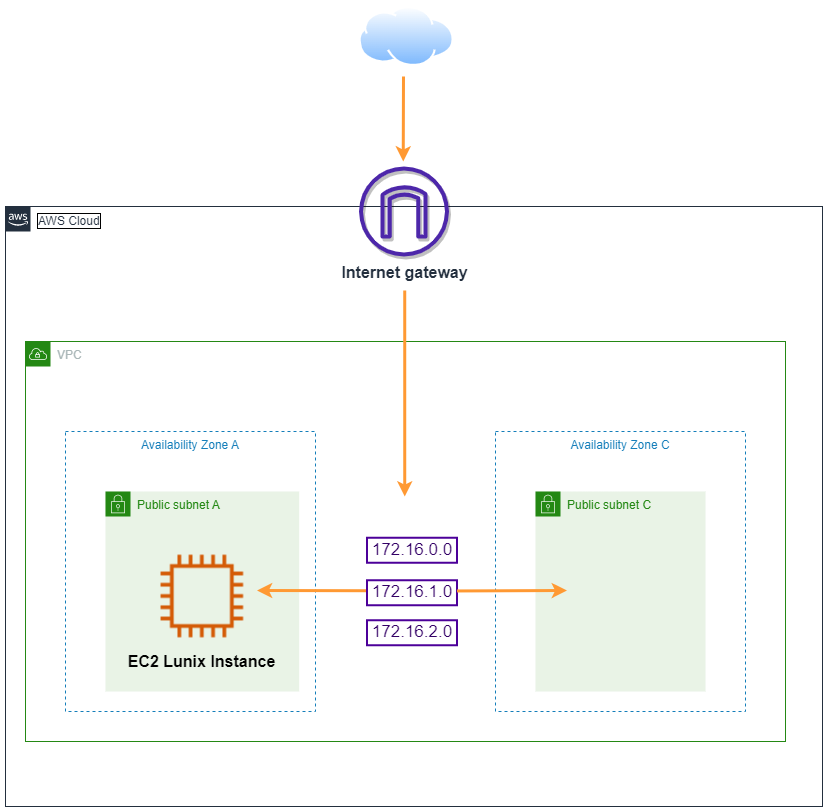 aws
AWS Cloud
Internet gateway
VPC
Availability Zone A
Availability Zone C
Public subnet A
Public subnet C
172.16.0.0
172.16.1.0
172.16.2.0
EC2 Lunix Instance